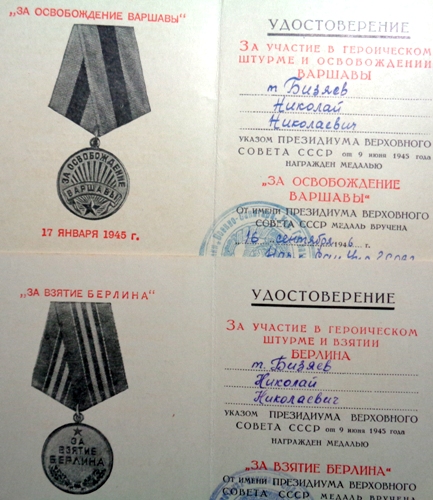 „ЗА ОСВОБОЖДЕНИЕ ВАРШАВЫ"
ЗА ОСВОБОЖДЕНИЕ
ВАРШАВЫ
17 ЯНВАРЯ 1945 г.
УДОСТОВЕРЕНИЕ
ЗА УЧАСТИЕ В ГЕРОИЧЕСКОМ
ШТУРМЕ И ОСВОБОЖДЕНИИ
ВАРШАВЫ
т. Бизяев
Николай
Николаевич
УКАЗОМ ПРЕЗИДИУМА ВЕРХОВНОГО
СОВЕТА СССР от 9 июня 1945 года
НАГРАЖДЕН МЕДАЛЬЮ
„ЗА ОСВОБОЖДЕНИЕ
ВАРШАВЫ"
ОТ ИМЕНИ ПРЕЗИДИУМА ВЕРХОВНОГО
СОВЕТА СССР МЕДАЛЬ ВРУЧЕНА
„16" сентября 1946 г.
„ЗА ВЗЯТИЕ БЕРЛИНА"
ЗА
ВЗЯТИЕ
БЕРЛИНА
УДОСТОВЕРЕНИЕ
ЗА УЧАСТИЕ В ГЕРОИЧЕСКОМ
ШТУРМЕ И ВЗЯТИИ
БЕРЛИНА
т. Бизяев
Николай
Николаевич
УКАЗОМ ПРЕЗИДИУМА ВЕРХОВНОГО
СОВЕТА СССР от 9 июня 1945 года
НАГРАЖДЕН МЕДАЛЬЮ
„ЗА ВЗЯТИЕ БЕРЛИНА"
ОТ ИМЕНИ ПРЕЗИДИУМА ВЕРХОВНОГО
СОВЕТА СССР МЕДАЛЬ ВРУЧЕНА